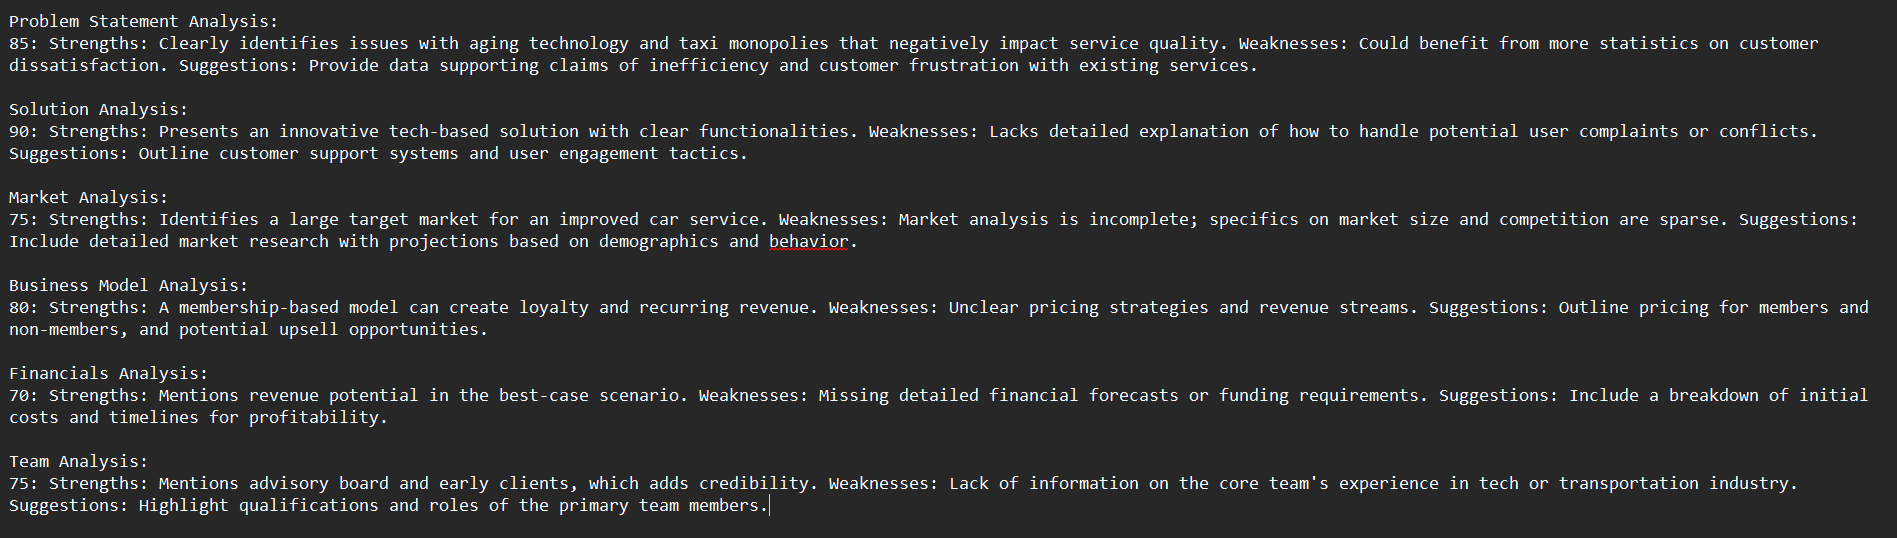 Problem Statement Analysis:
85: Strengths: Clearly identifies issues with aging technology and taxi monopolies that negatively impact service quality. Weaknesses: Could benefit from more statistics on customer
dissatisfaction. Suggestions: Provide data supporting claims of inefficiency and customer frustration with existing services.
Solution Analysis:
90: Strengths: Presents an innovative tech-based solution with clear functionalities. Weaknesses: Lacks detailed explanation of how to handle potential user complaints or conflicts.
Suggestions: Outline customer support systems and user engagement tactics.
Market Analysis:
75: Strengths: Identifies a large target market for an improved car service. Weaknesses: Market analysis is incomplete; specifics on market size and competition are sparse. Suggestions:
Include detailed market research with projections based on demographics and behavior.
Business Model Analysis:
80: Strengths: A membership-based model can create loyalty and recurring revenue. Weaknesses: Unclear pricing strategies and revenue streams. Suggestions: Outline pricing for members and
non-members, and potential upsell opportunities.
Financials Analysis:
70: Strengths: Mentions revenue potential in the best-case scenario. Weaknesses: Missing detailed financial forecasts or funding requirements. Suggestions: Include a breakdown of initial
costs and timelines for profitability.
Team Analysis:
75: Strengths: Mentions advisory board and early clients, which adds credibility. Weaknesses: Lack of information on the core team's experience in tech or transportation industry.
Suggestions: Highlight qualifications and roles of the primary team members.